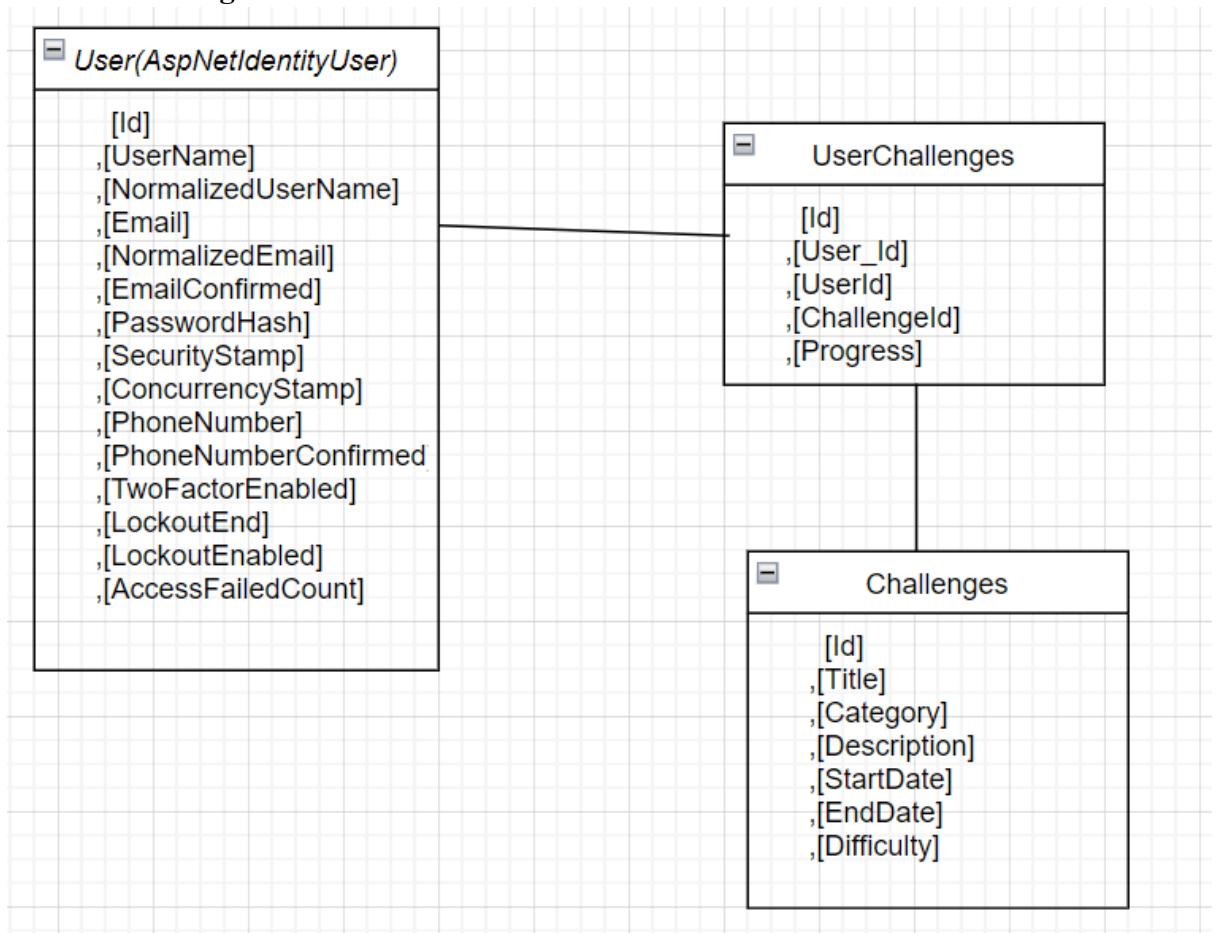 User(AspNetIdentityUser)
[Id]
,[UserName]
,[NormalizedUserName]
,[Email]
,[NormalizedEmail]
,[EmailConfirmed]
,[PasswordHash]
,[SecurityStamp]
,[ConcurrencyStamp]
,[PhoneNumber]
,[PhoneNumberConfirmed]
,[TwoFactorEnabled]
,[LockoutEnd]
,[LockoutEnabled]
,[AccessFailedCount]
UserChallenges
[Id]
,[User_Id]
,[UserId]
,[ChallengeId]
,[Progress]
Challenges
[Id]
,[Title]
,[Category]
,[Description]
,[StartDate]
,[EndDate]
,[Difficulty]